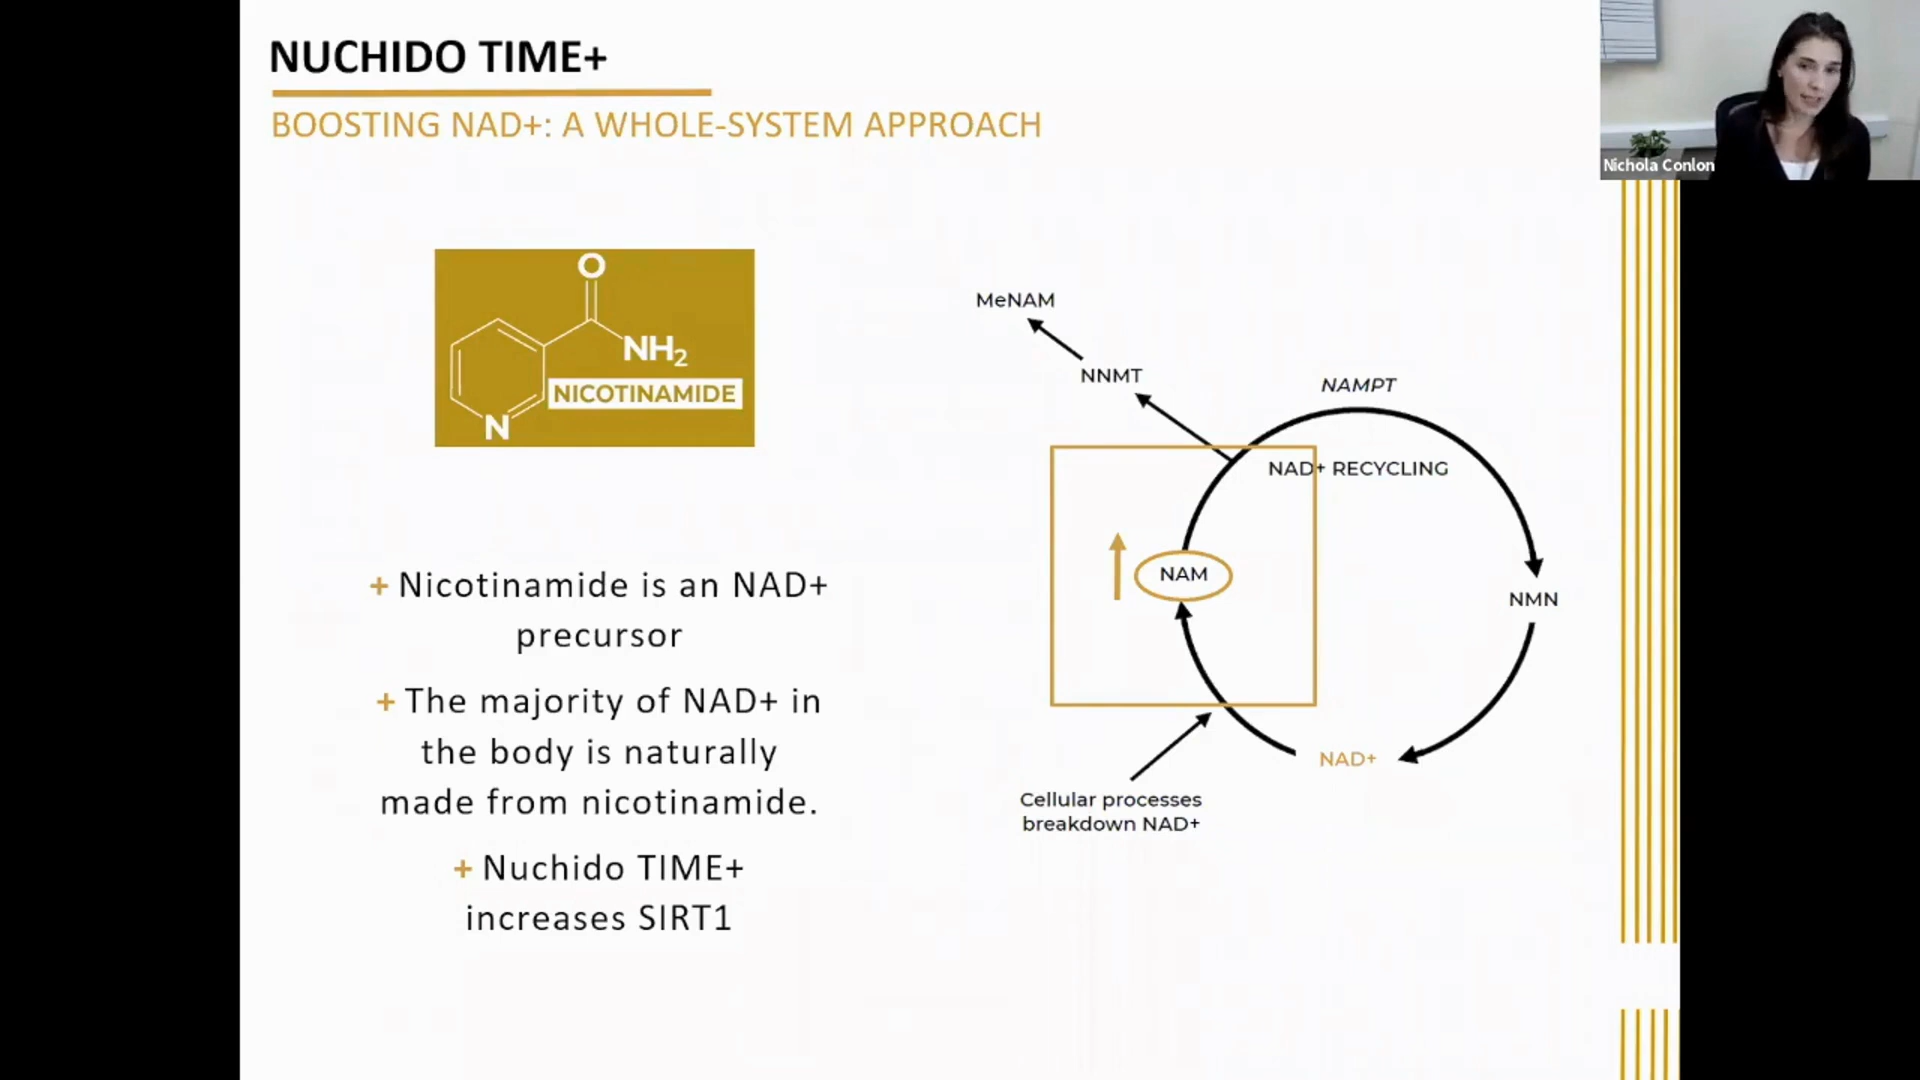 NUCHIDO TIME+
BOOSTING NAD+: A WHOLE-SYSTEM APPROACH
Nichola Conlon
O
NH2
NICOTINAMIDE
N
+ Nicotinamide is an NAD+
precursor
+ The majority of NAD+ in
the body is naturally
made from nicotinamide.
+ Nuchido TIME+
increases SIRT1
MeNAM
NNMT
NAMPT
NAD+ RECYCLING
NAM
NMN
NAD+
Cellular processes
breakdown NAD+